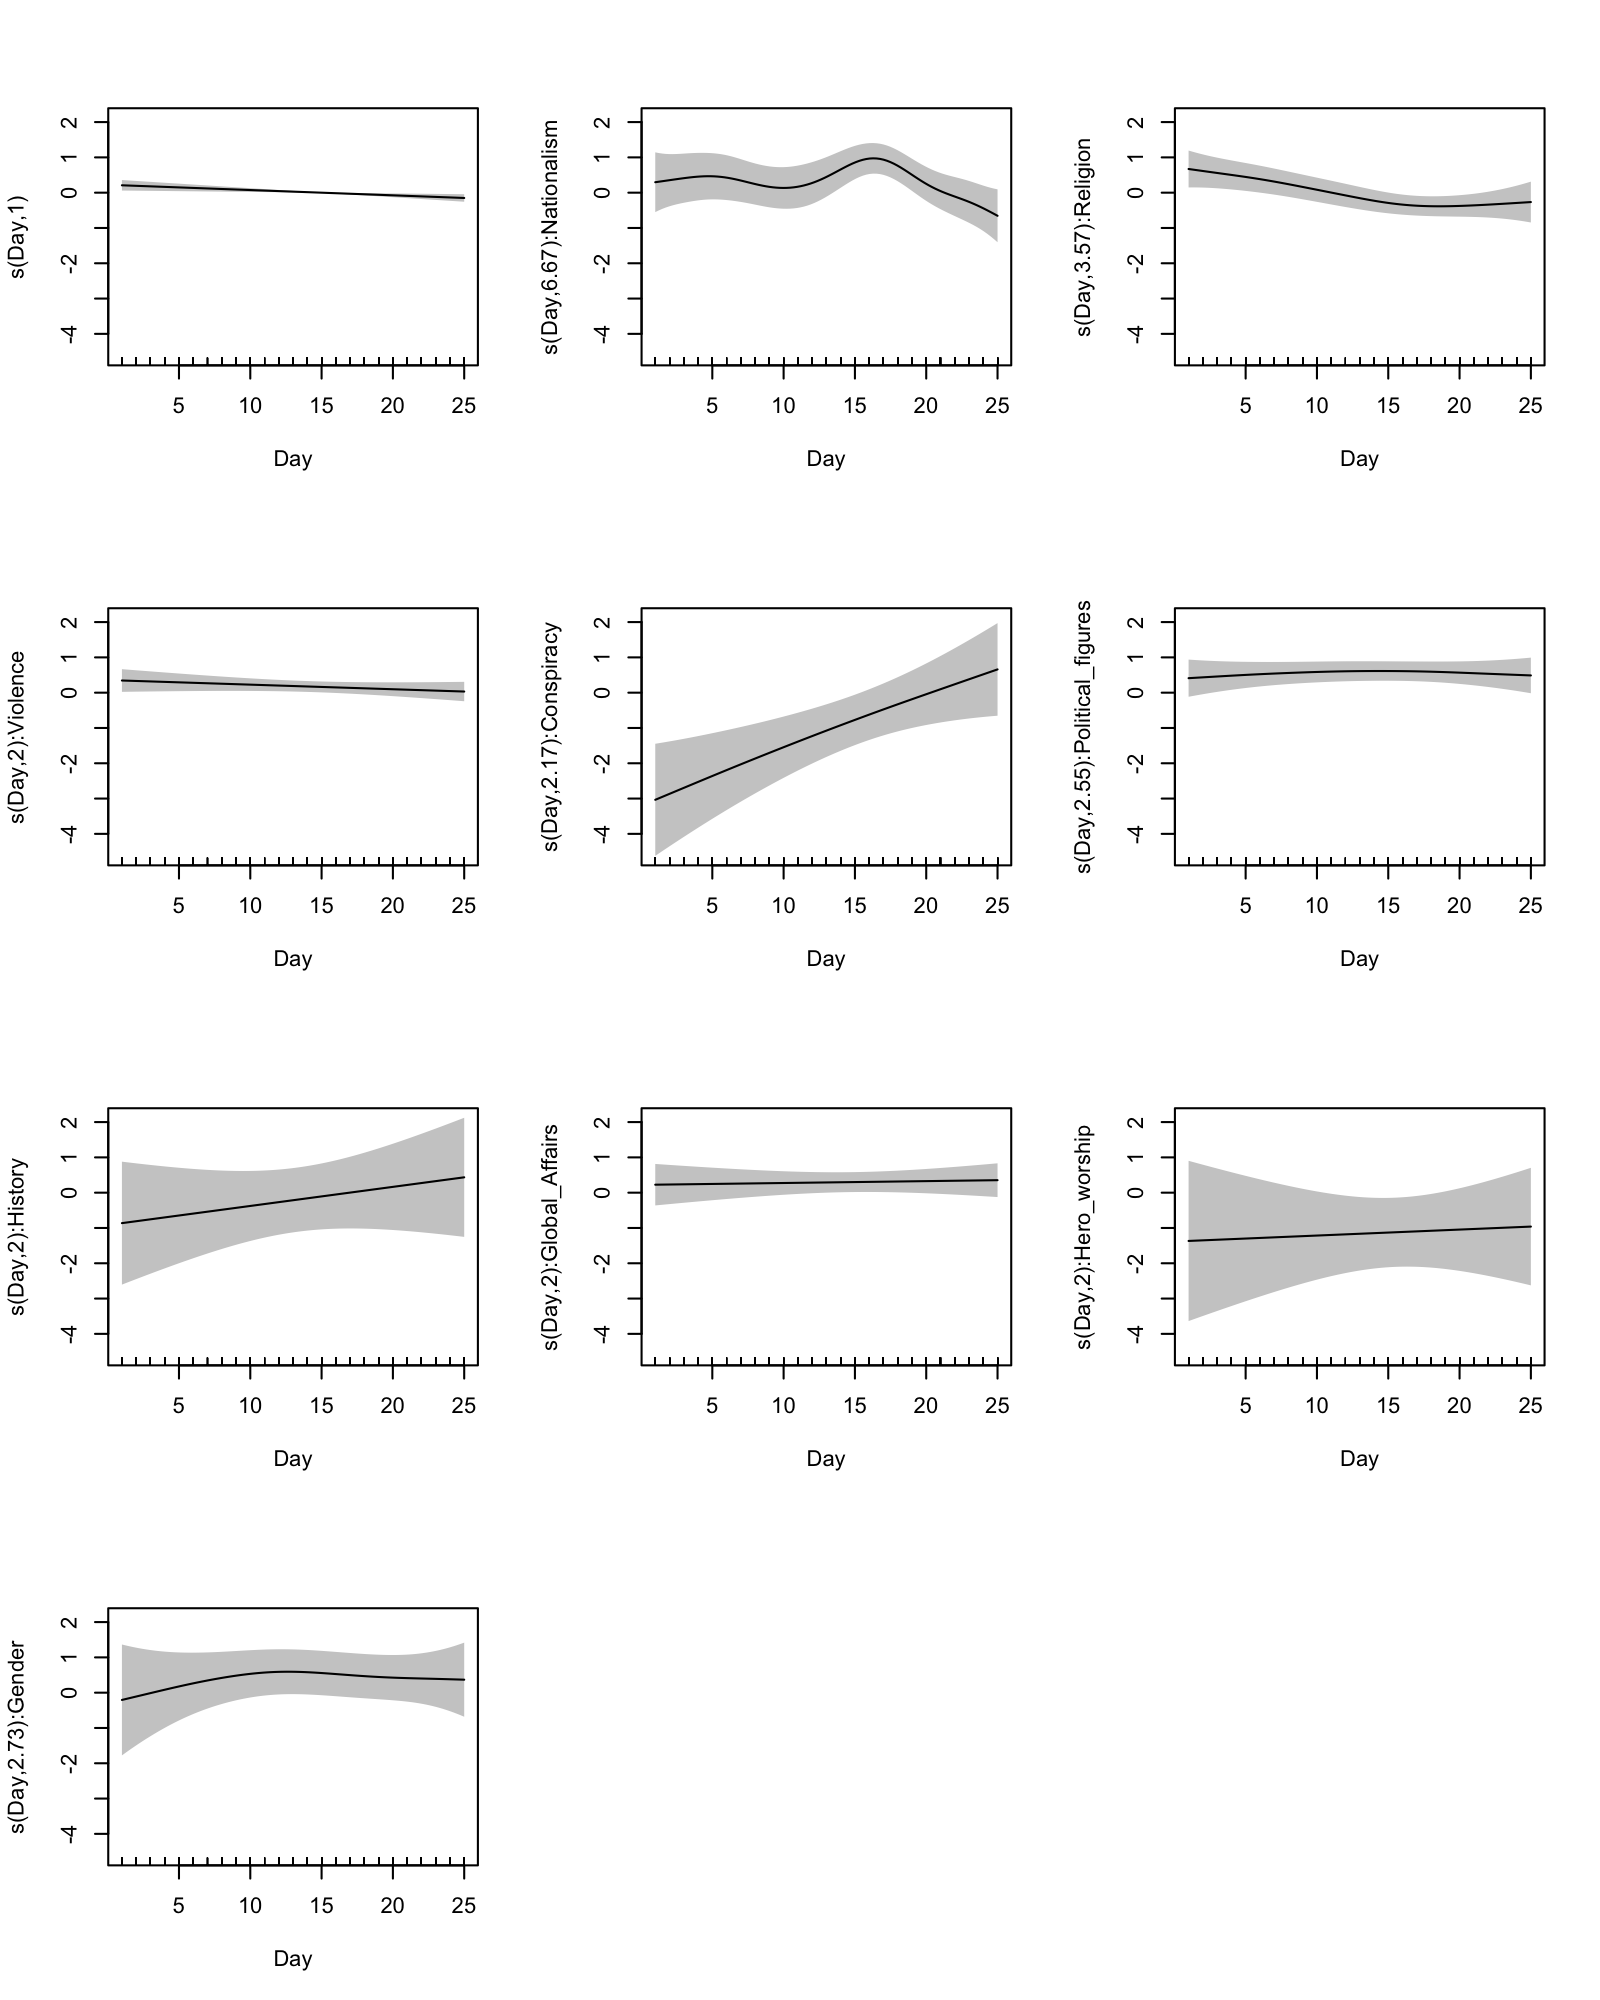 s(Day,1)
2
1
0
-2
-4
5 10 15 20 25
Day
s(Day,6.67):Nationalism
2
1
0
-2
-4
5 10 15 20 25
Day
s(Day,3.57):Religion
2
1
0
-2
-4
5 10 15 20 25
Day
s(Day,2):Violence
2
1
0
-2
-4
5 10 15 20 25
Day
s(Day,2.17):Conspiracy
2
1
0
-2
-4
5 10 15 20 25
Day
s(Day,2.55):Political_figures
2
1
0
-2
-4
5 10 15 20 25
Day
s(Day,2):History
2
1
0
-2
-4
5 10 15 20 25
Day
s(Day,2):Global_Affairs
2
1
0
-2
-4
5 10 15 20 25
Day
s(Day,2):Hero_worship
2
1
0
-2
-4
5 10 15 20 25
Day
s(Day,2.73):Gender
2
1
0
-2
-4
5 10 15 20 25
Day